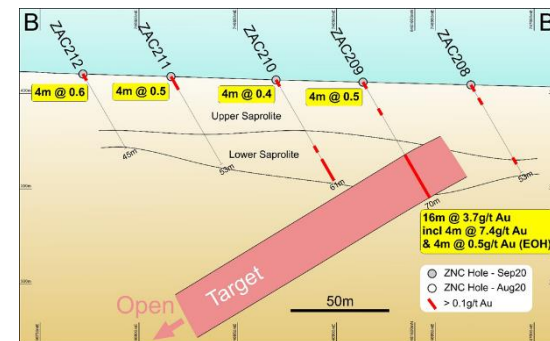 B
B
ZAC212
ZAC211
ZAC210
ZAC209
ZAC208
4m @ 0.6
4m @ 0.5
4m @ 0.4
4m @ 0.5
Upper Saprolite
Lower Saprolite
45m
53m
61m
70m
53m
16m @ 3.7g/t Au
incl 4m @ 7.4g/t Au
& 4m @ 0.5g/t Au (EOH)
Target
Open
50m
ZNC Hole - Sep20
ZNC Hole - Aug20
> 0.1g/t Au